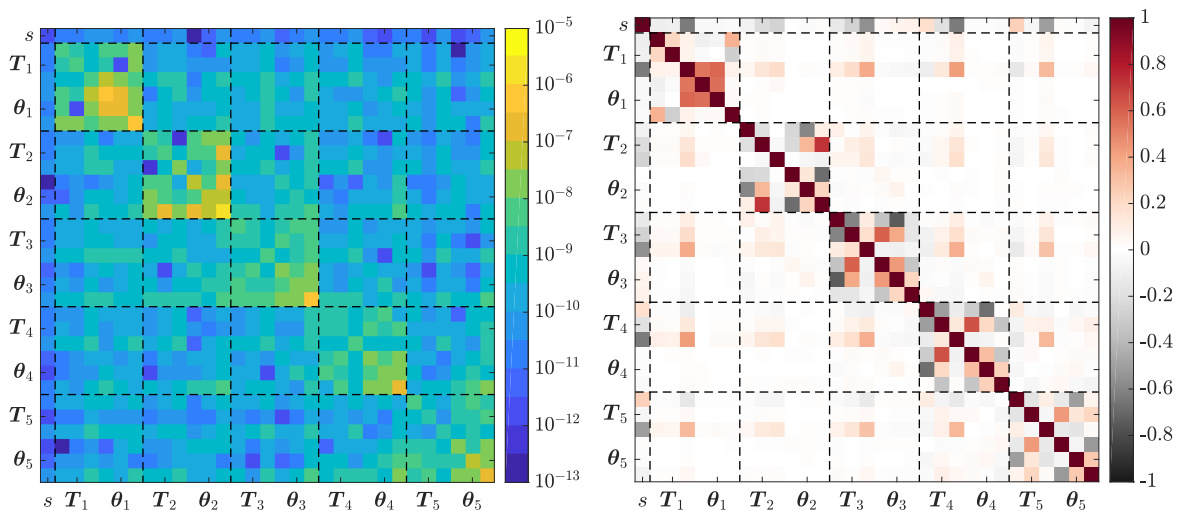 s
T₁
θ₁
T₂
θ₂
T₃
θ₃
T₄
θ₄
T₅
θ₅
s T₁ θ₁ T₂ θ₂ T₃ θ₃ T₄ θ₄ T₅ θ₅
10⁻⁵
10⁻⁶
10⁻⁷
10⁻⁸
10⁻⁹
10⁻¹⁰
10⁻¹¹
10⁻¹²
10⁻¹³
s
T₁
θ₁
T₂
θ₂
T₃
θ₃
T₄
θ₄
T₅
θ₅
s T₁ θ₁ T₂ θ₂ T₃ θ₃ T₄ θ₄ T₅ θ₅
1
0.8
0.6
0.4
0.2
0
-0.2
-0.4
-0.6
-0.8
-1